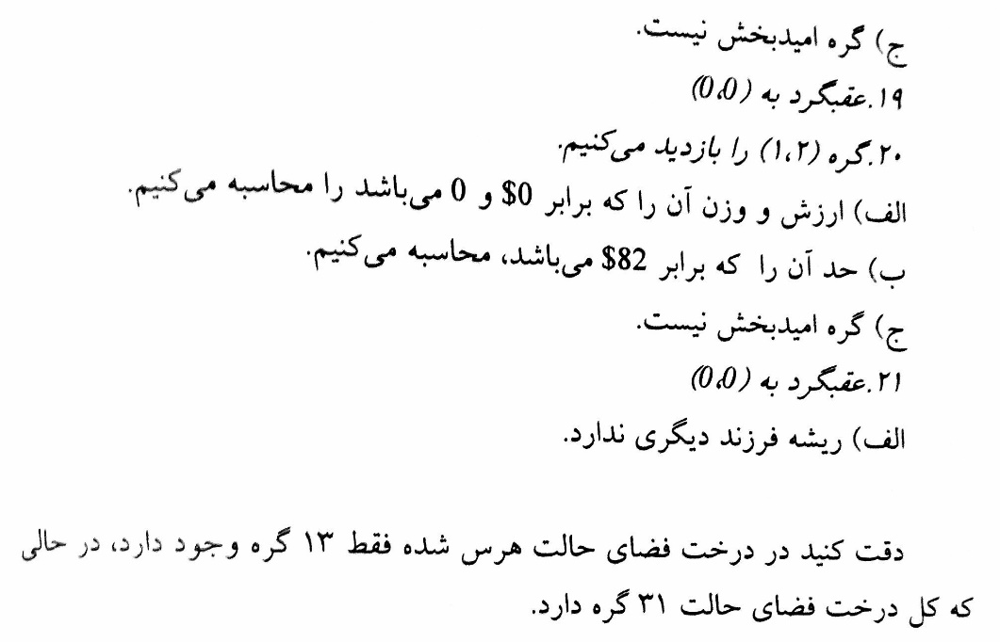 ج) گره امیدبخش نیست.
۱۹.عقبگرد به (0،0)
۲۰.گره (۱،۲) را بازدید می‌کنیم.
الف) ارزش و وزن آن را که برابر 0$ و 0 می‌باشد را محاسبه می‌کنیم.
ب) حد آن را که برابر 82$ می‌باشد، محاسبه می‌کنیم.
ج) گره امیدبخش نیست.
۲۱.عقبگرد به (0،0)
الف) ریشه فرزند دیگری ندارد.
دقت کنید در درخت فضای حالت هرس شده فقط ۱۳ گره وجود دارد، در حالی
که کل درخت فضای حالت ۳۱ گره دارد.